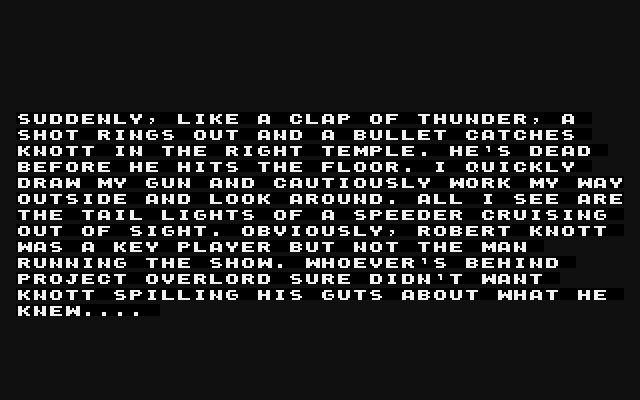 SUDDENLY, LIKE A CLAP OF THUNDER, A
SHOT RINGS OUT AND A BULLET CATCHES
KNOTT IN THE RIGHT TEMPLE. HE'S DEAD
BEFORE HE HITS THE FLOOR. I QUICKLY
DRAW MY GUN AND CAUTIOUSLY WORK MY WAY
OUTSIDE AND LOOK AROUND. ALL I SEE ARE
THE TAIL LIGHTS OF A SPEEDER CRUISING
OUT OF SIGHT. OBVIOUSLY, ROBERT KNOTT
WAS A KEY PLAYER BUT NOT THE MAN
RUNNING THE SHOW. WHOEVER'S BEHIND
PROJECT OVERLORD SURE DIDN'T WANT
KNOTT SPILLING HIS GUTS ABOUT WHAT HE
KNEW....